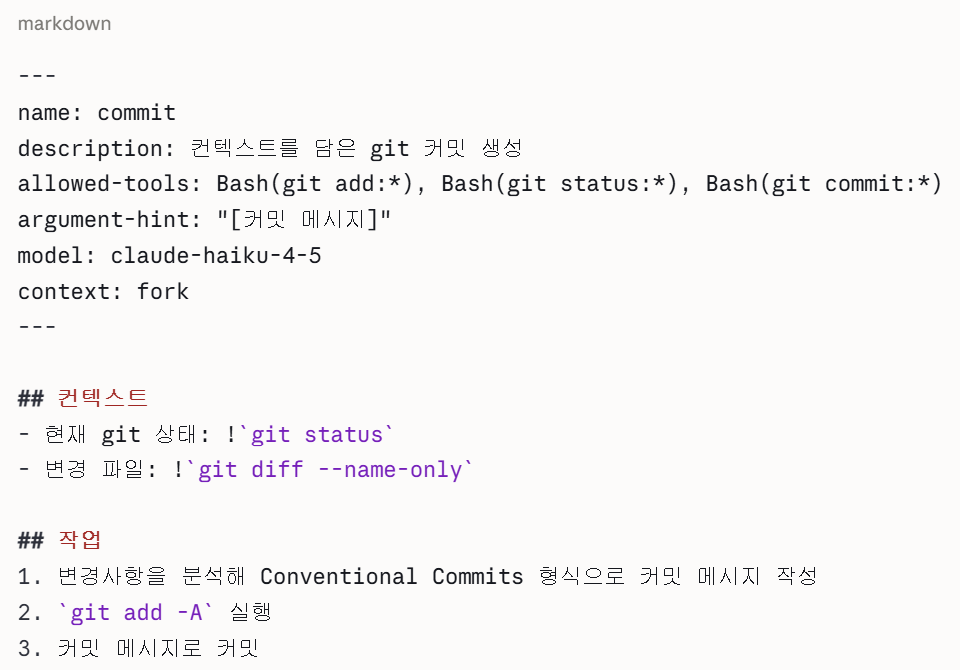 markdown
---
name: commit
description: 컨텍스트를 담은 git 커밋 생성
allowed-tools: Bash(git add:*), Bash(git status:*), Bash(git commit:*)
argument-hint: "[커밋 메시지]"
model: claude-haiku-4-5
context: fork
---
## 컨텍스트
- 현재 git 상태: !`git status`
- 변경 파일: !`git diff --name-only`
## 작업
1. 변경사항을 분석해 Conventional Commits 형식으로 커밋 메시지 작성
2. `git add -A` 실행
3. 커밋 메시지로 커밋